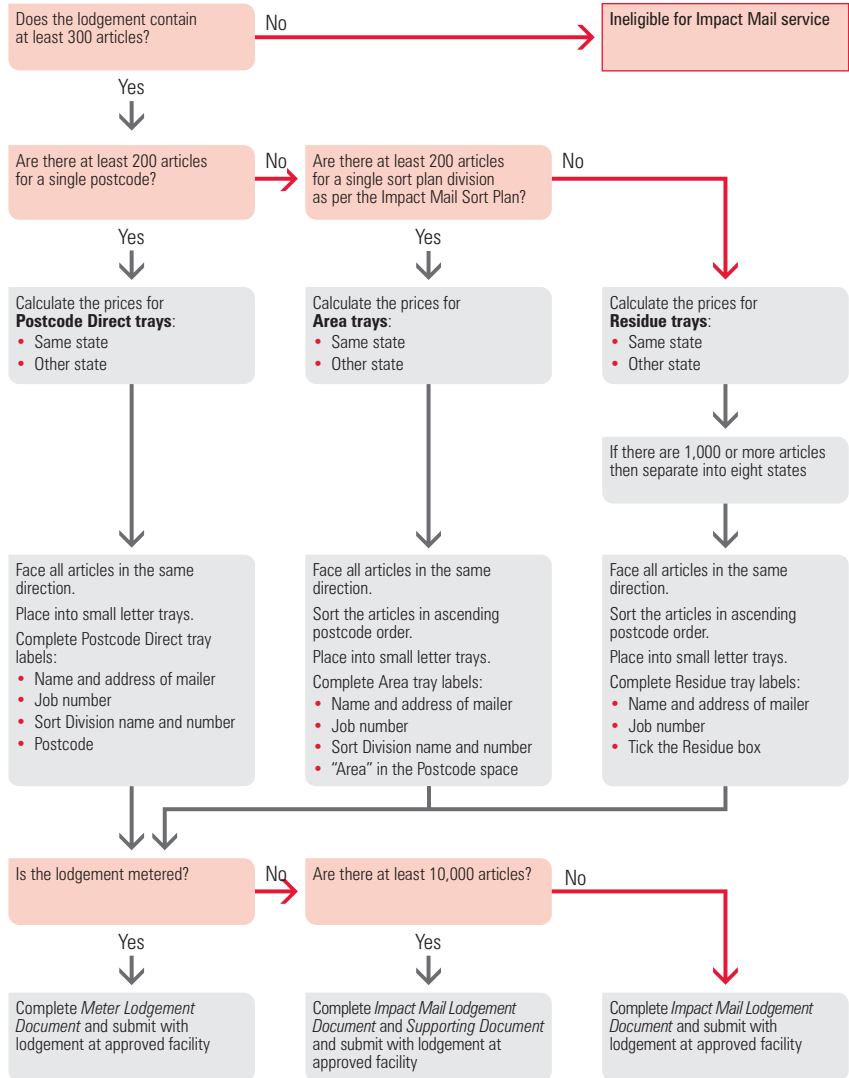 Does the lodgement contain
at least 300 articles?
No
Ineligible for Impact Mail service
Yes
Are there at least 200 articles
for a single postcode?
No
Are there at least 200 articles
for a single sort plan division
as per the Impact Mail Sort Plan?
No
Yes
Yes
Calculate the prices for
Postcode Direct trays:
• Same state
• Other state
Calculate the prices for
Area trays:
• Same state
• Other state
Calculate the prices for
Residue trays:
• Same state
• Other state
If there are 1,000 or more articles
then separate into eight states
Face all articles in the same
direction.
Place into small letter trays.
Complete Postcode Direct tray
labels:
• Name and address of mailer
• Job number
• Sort Division name and number
• Postcode
Face all articles in the same
direction.
Sort the articles in ascending
postcode order.
Place into small letter trays.
Complete Area tray labels:
• Name and address of mailer
• Job number
• Sort Division name and number
• “Area” in the Postcode space
Face all articles in the same
direction.
Sort the articles in ascending
postcode order.
Place into small letter trays.
Complete Residue tray labels:
• Name and address of mailer
• Job number
• Tick the Residue box
Is the lodgement metered?
No
Are there at least 10,000 articles?
No
Yes
Yes
Complete Meter Lodgement
Document and submit with
lodgement at approved facility
Complete Impact Mail Lodgement
Document and Supporting Document
and submit with lodgement at
approved facility
Complete Impact Mail Lodgement
Document and submit with
lodgement at approved facility